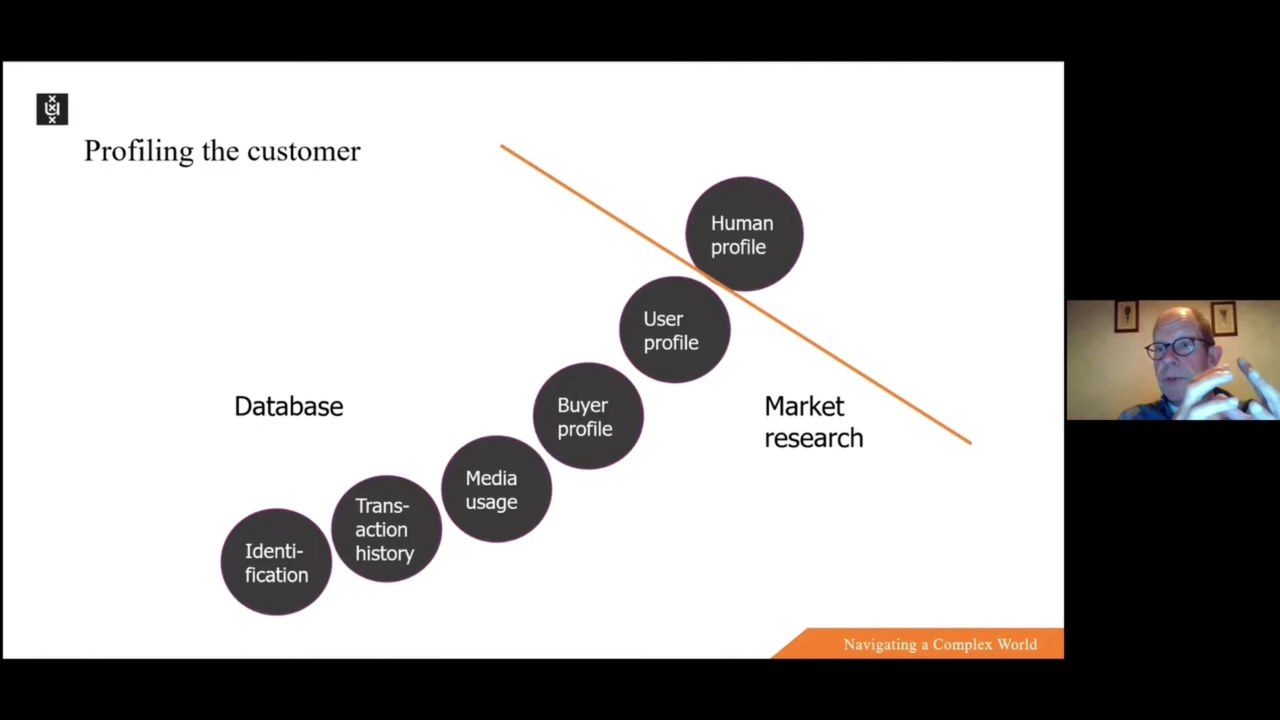 Profiling the customer
Human
profile
User
profile
Database
Buyer
profile
Market
research
Media
usage
Trans-
action
history
Identi-
fication
Navigating a Complex World